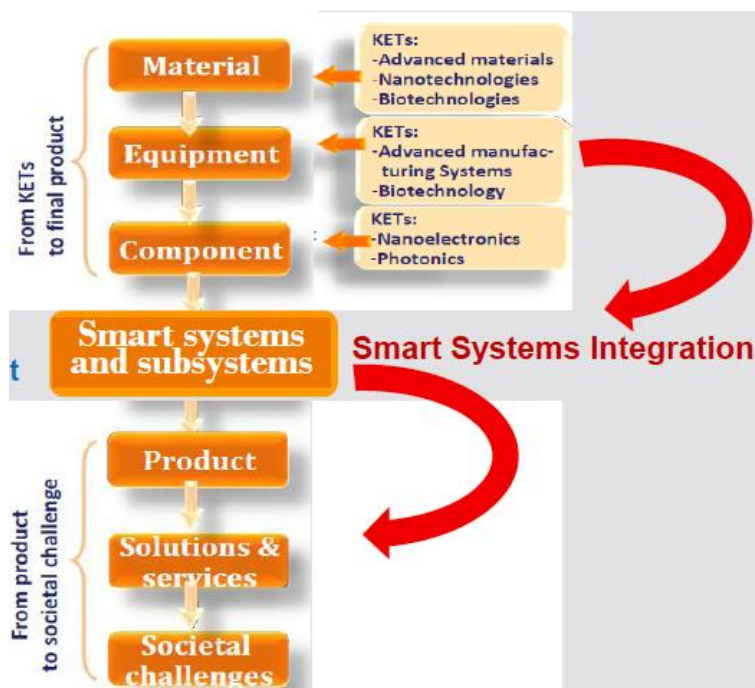 From KETs
to final product
Material
Equipment
Component
KETs:
-Advanced materials
-Nanotechnologies
-Biotechnologies
KETs:
-Advanced manufac-
turing Systems
-Biotechnology
:
KETs:
-Nanoelectronics
-Photonics
Smart systems
and subsystems
t
Smart Systems Integration
From product
to societal challenge
Product
Solutions &
services
Societal
challenges